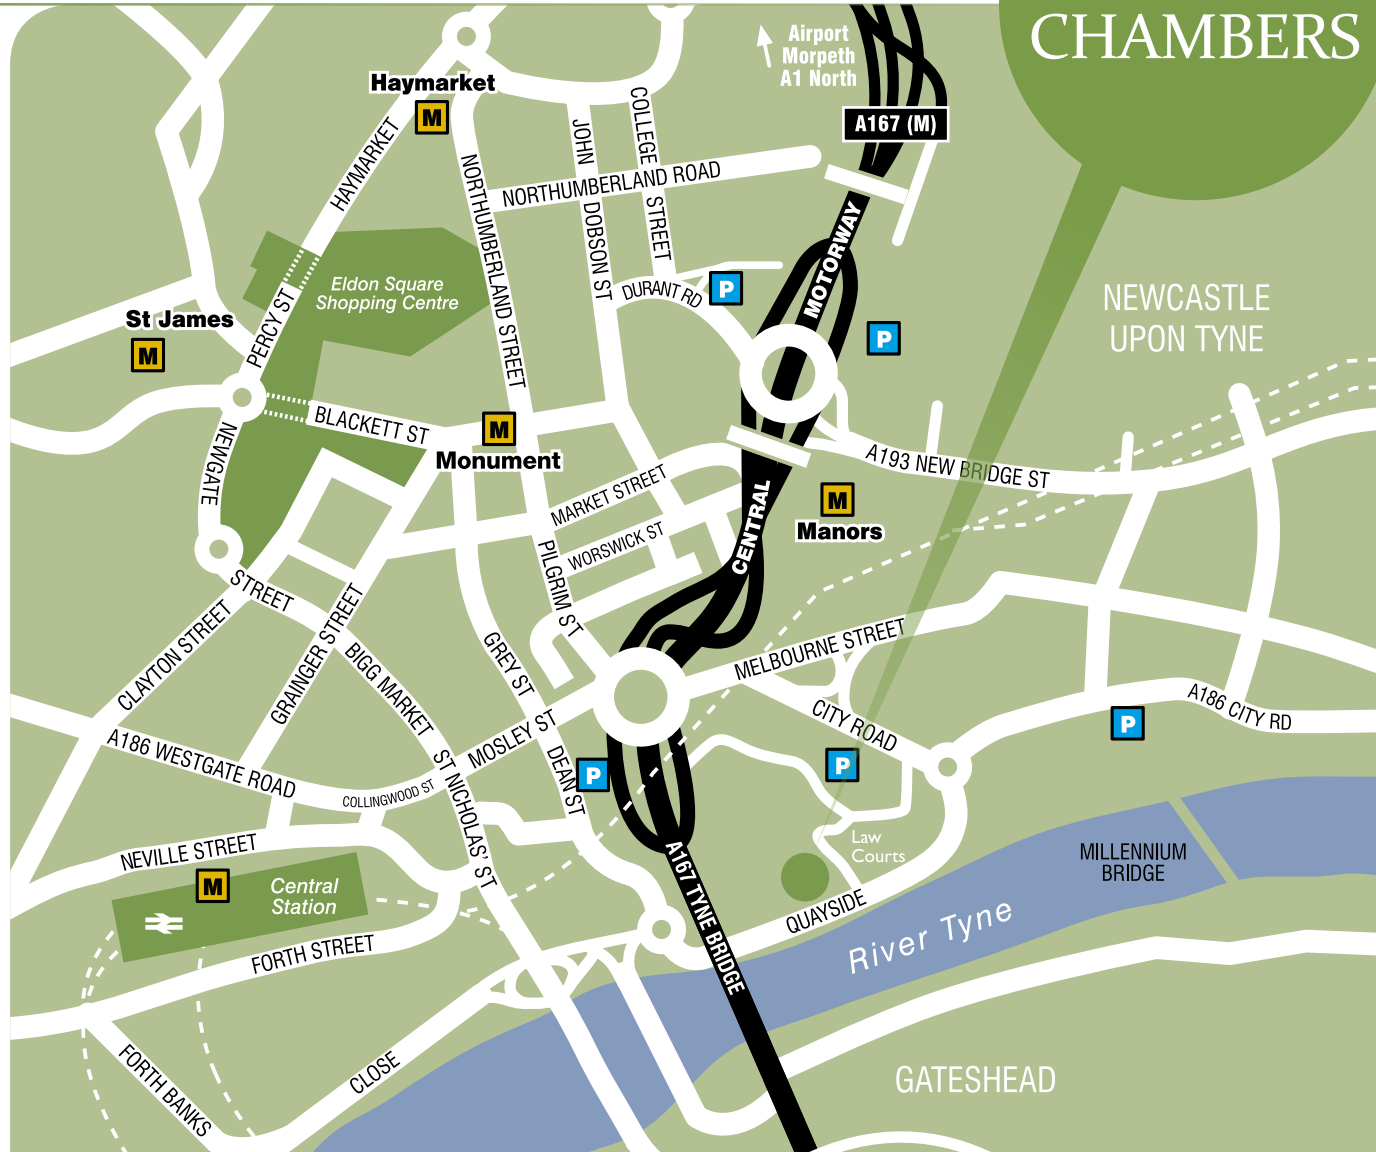 CHAMBERS
Airport
Morpeth
A1 North
A167 (M)
Haymarket
M
HAYMARKET
JOHN DOBSON ST
COLLEGE STREET
NORTHUMBERLAND ROAD
NORTHUMBERLAND STREET
MOTORWAY
Eldon Square
Shopping Centre
DURANT RD
P
P
NEWCASTLE
UPON TYNE
St James
M
PERCY ST
BLACKETT ST
M
Monument
NEWGATE STREET
MARKET STREET
WORSWICK ST
PILGRIM ST
CENTRAL
A193 NEW BRIDGE ST
M
Manors
CLAYTON STREET
GRAINGER STREET
BIGG MARKET
GREY ST
MELBOURNE STREET
CITY ROAD
A186 CITY RD
P
P
P
A186 WESTGATE ROAD
COLLINGWOOD ST
MOSLEY ST
DEAN ST
ST NICHOLAS' ST
NEVILLE STREET
M
Central
Station
FORTH STREET
A167 TYNE BRIDGE
Law
Courts
QUAYSIDE
MILLENNIUM
BRIDGE
River Tyne
FORTH BANKS
CLOSE
GATESHEAD